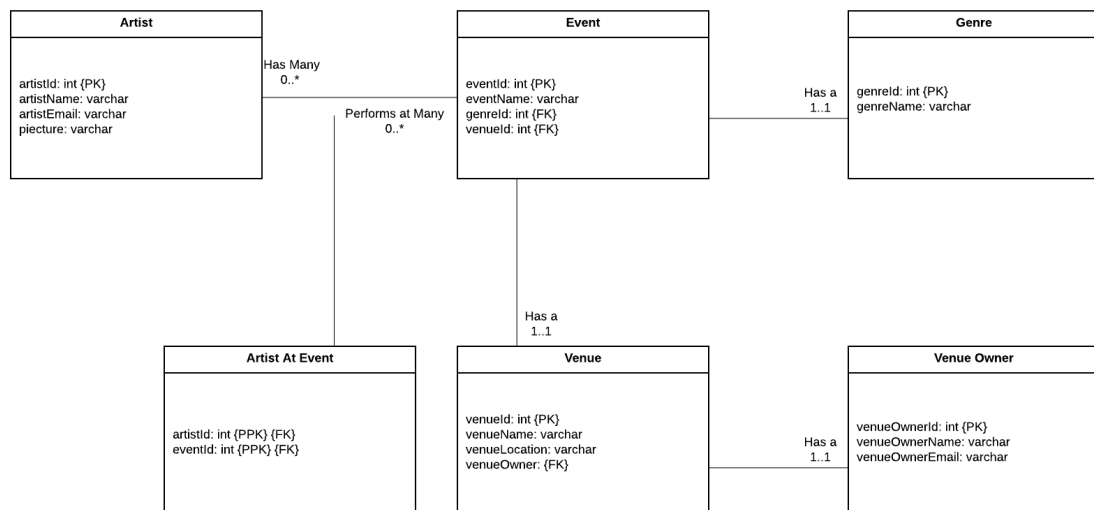 Artist
artistId: int {PK}
artistName: varchar
artistEmail: varchar
piecture: varchar
Has Many
0..*
Performs at Many
0..*
Event
eventId: int {PK}
eventName: varchar
genreId: int {FK}
venueId: int {FK}
Has a
1..1
Genre
genreId: int {PK}
genreName: varchar
Has a
1..1
Artist At Event
artistId: int {PPK} {FK}
eventId: int {PPK} {FK}
Venue
venueId: int {PK}
venueName: varchar
venueLocation: varchar
venueOwner: {FK}
Has a
1..1
Venue Owner
venueOwnerId: int {PK}
venueOwnerName: varchar
venueOwnerEmail: varchar